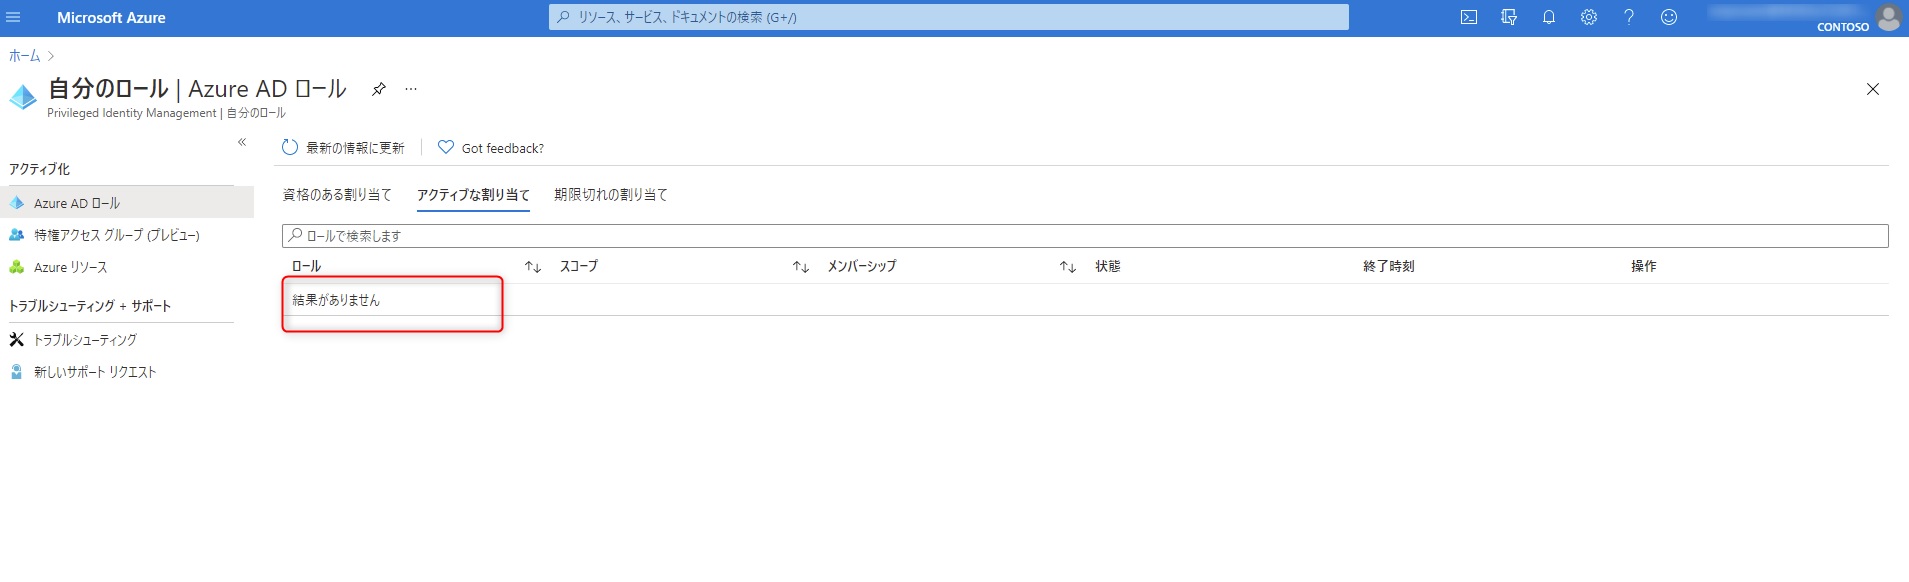 Microsoft Azure
リソース、サービス、ドキュメントの検索 (G+/)
CONTOSO
ホーム
自分のロール | Azure AD ロール
Privileged Identity Management | 自分のロール
最新の情報に更新
Got feedback?
アクティブ化
Azure AD ロール
特権アクセス グループ (プレビュー)
Azure リソース
トラブルシューティング + サポート
トラブルシューティング
新しいサポート リクエスト
資格のある割り当て
アクティブな割り当て
期限切れの割り当て
ロールで検索します
ロール
スコープ
メンバーシップ
状態
終了時刻
操作
結果がありません